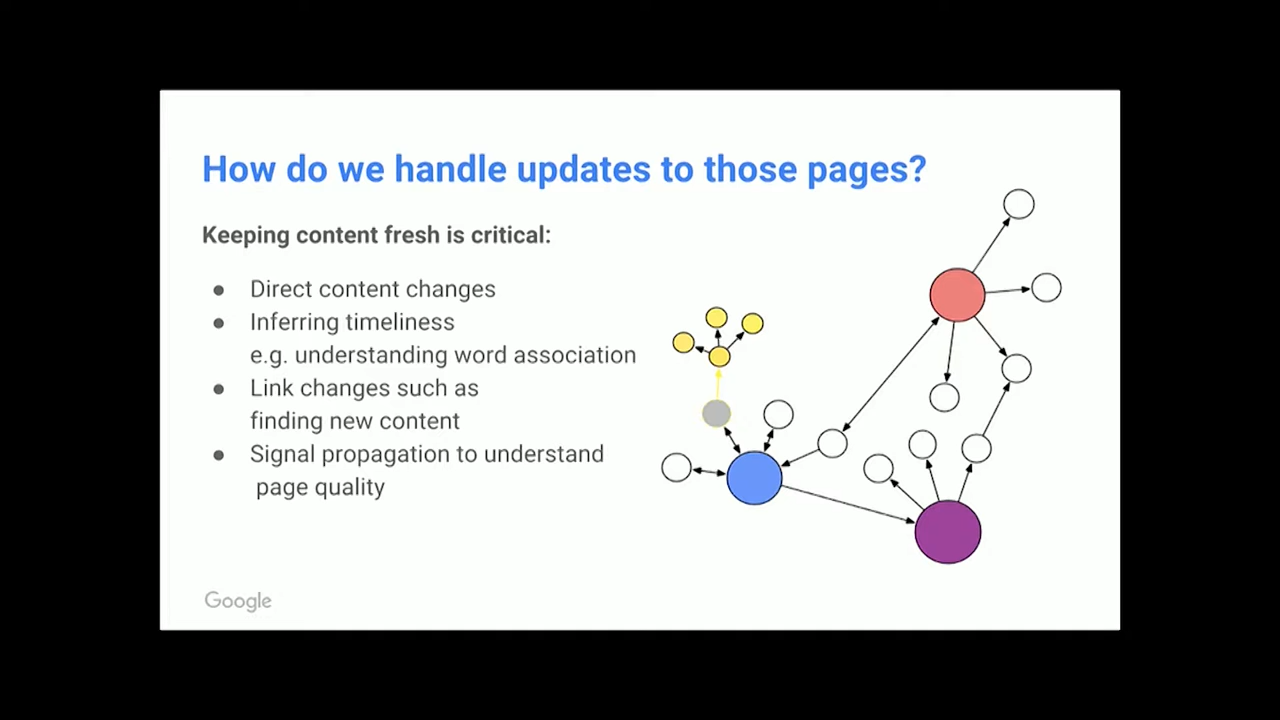 How do we handle updates to those pages?
Keeping content fresh is critical:
● Direct content changes
● Inferring timeliness
e.g. understanding word association
● Link changes such as
finding new content
● Signal propagation to understand
page quality
Google